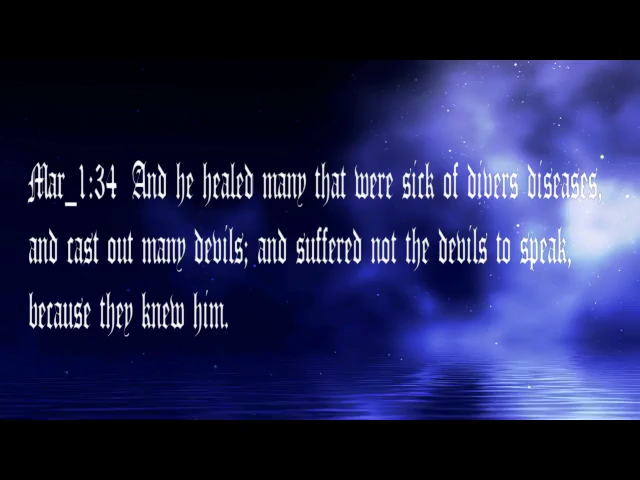 Mar_1:34 And he healed many that were sick of divers diseases,
and cast out many devils; and suffered not the devils to speak,
because they knew him.